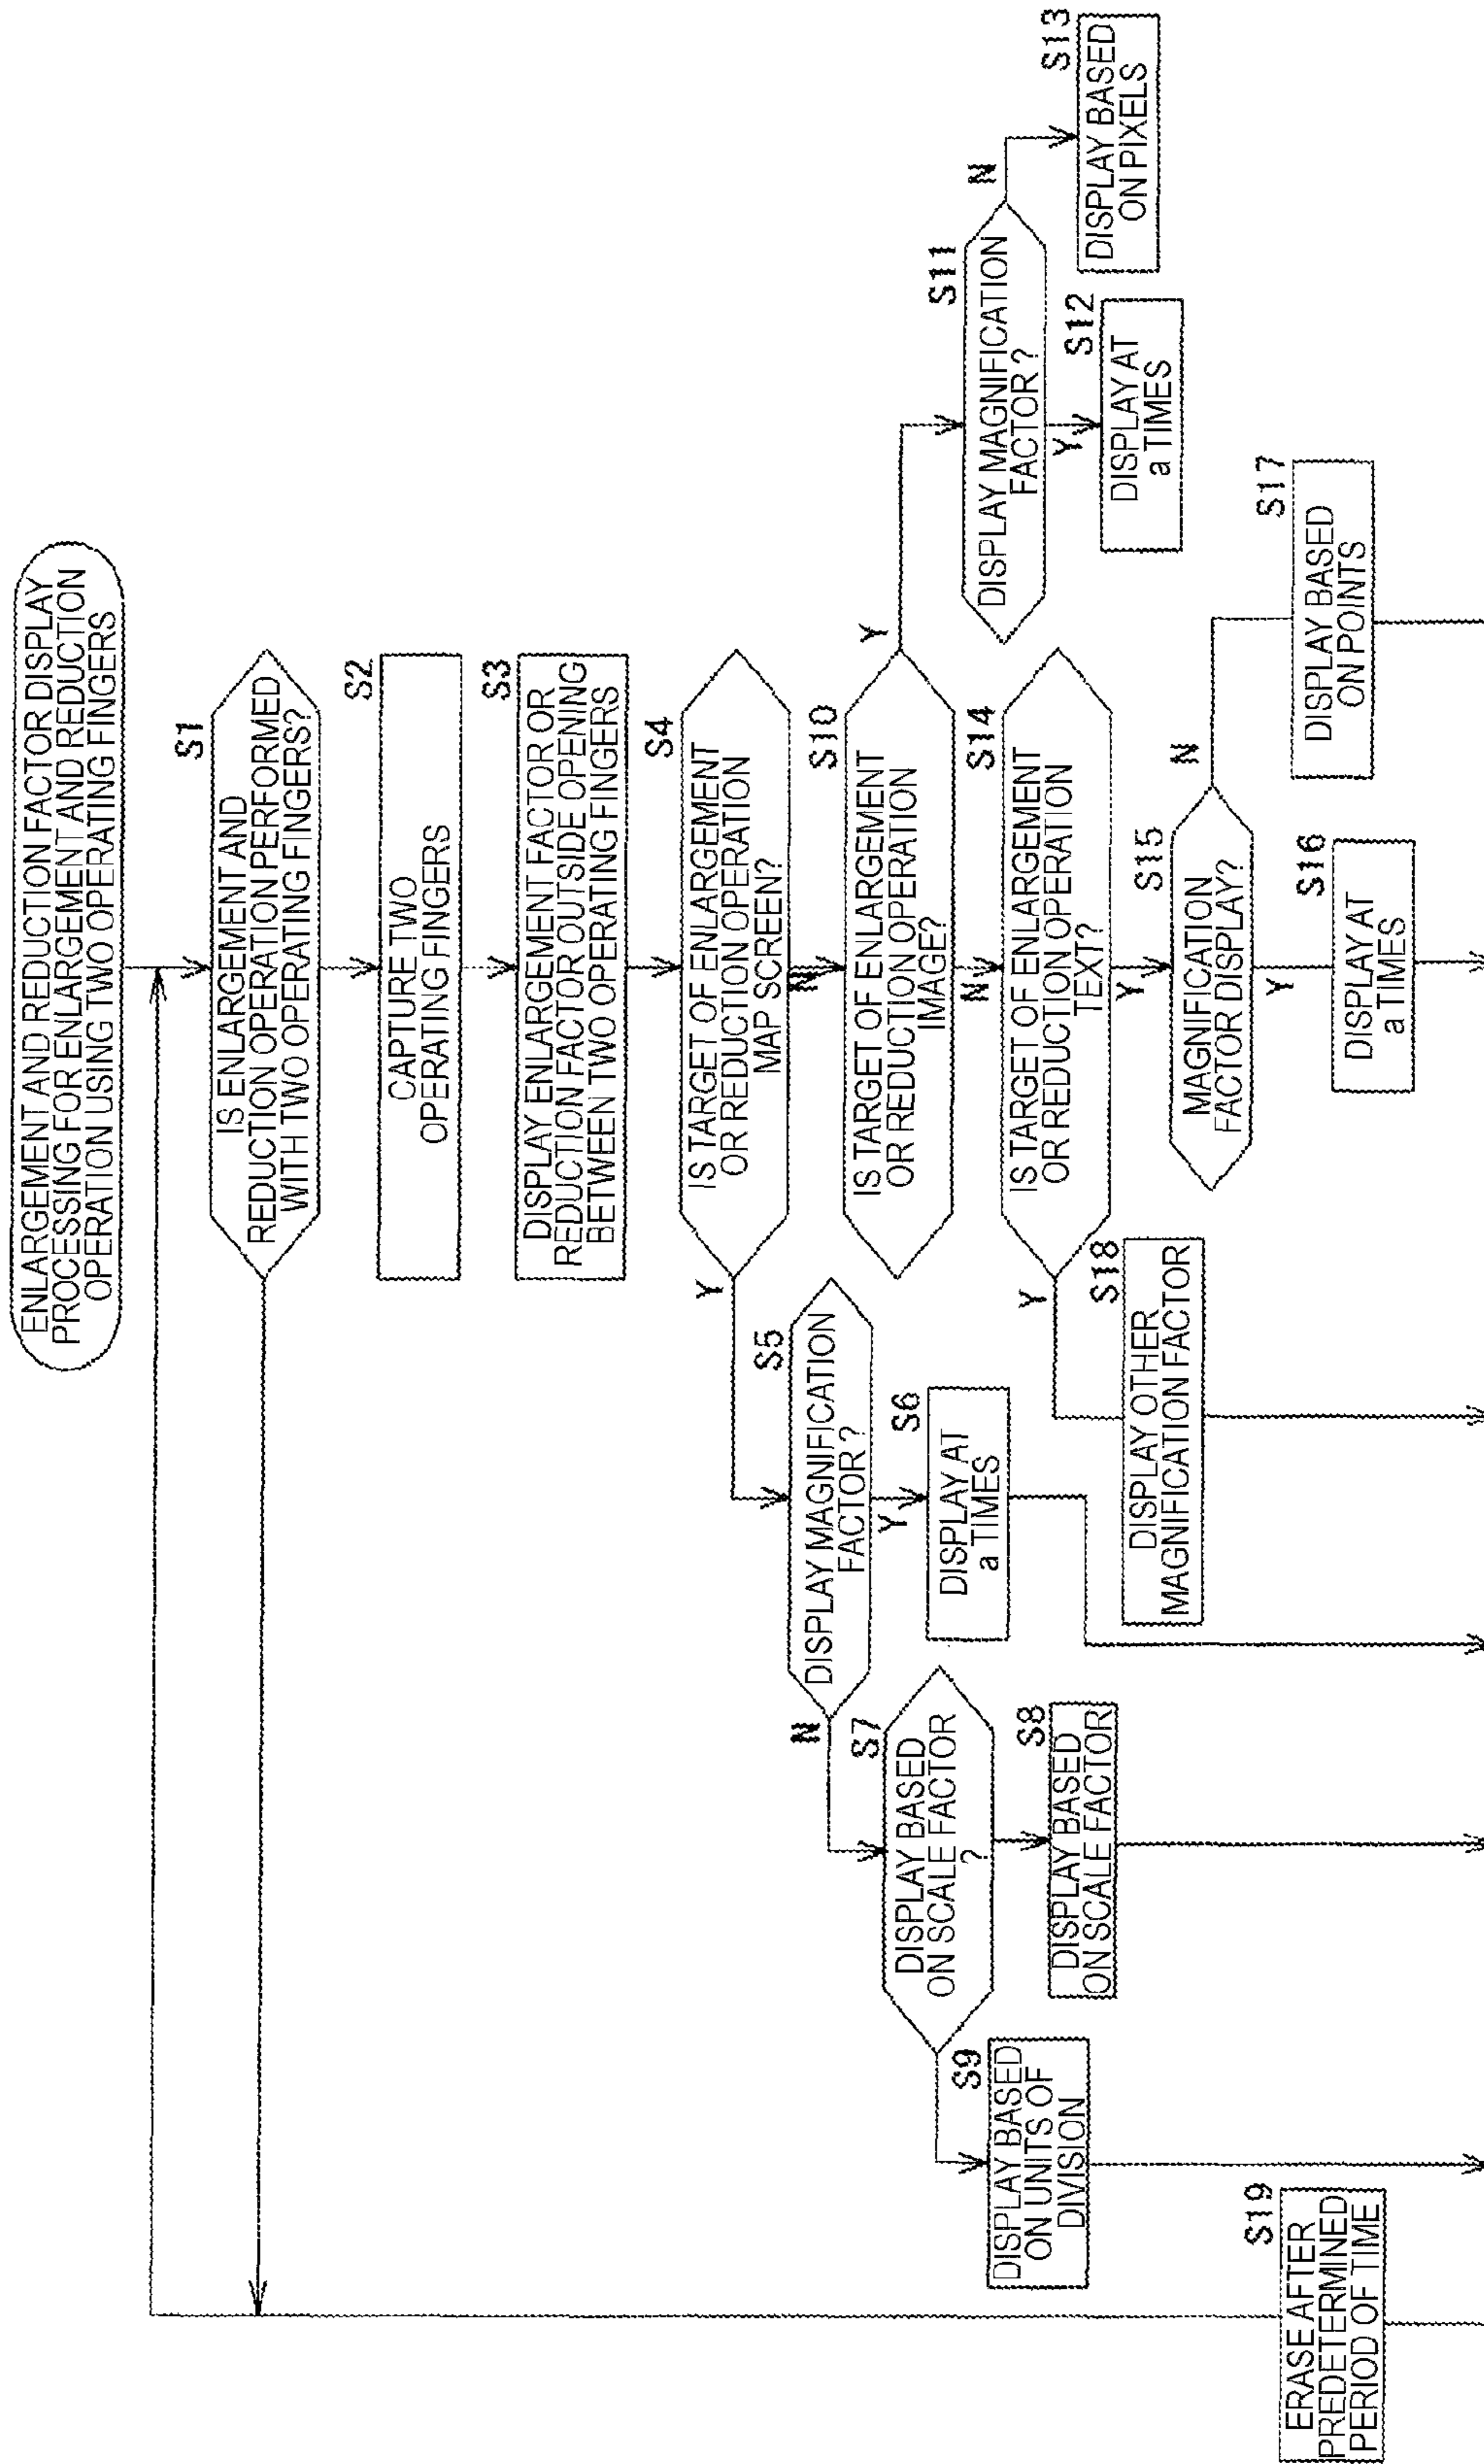 ENLARGEMENT AND REDUCTION FACTOR DISPLAY
PROCESSING FOR ENLARGEMENT AND REDUCTION
OPERATION USING TWO OPERATING FINGERS
S1
IS ENLARGEMENT AND
REDUCTION OPERATION PERFORMED
WITH TWO OPERATING FINGERS?
S2
CAPTURE TWO
OPERATING FINGERS
S3
DISPLAY ENLARGEMENT FACTOR OR
REDUCTION FACTOR OUTSIDE OPENING
BETWEEN TWO OPERATING FINGERS
S4
IS TARGET OF ENLARGEMENT
OR REDUCTION OPERATION
MAP SCREEN?
Y
N
S5
DISPLAY MAGNIFICATION
FACTOR?
N
Y
S6
DISPLAY AT
a TIMES
S7
DISPLAY BASED
ON SCALE FACTOR
?
S8
DISPLAY BASED
ON SCALE FACTOR
S9
DISPLAY BASED
ON UNITS OF
DIVISION
S10
IS TARGET OF ENLARGEMENT
OR REDUCTION OPERATION
IMAGE?
Y
N
S11
DISPLAY MAGNIFICATION
FACTOR?
N
Y
S12
DISPLAY AT
a TIMES
S13
DISPLAY BASED
ON PIXELS
S14
IS TARGET OF ENLARGEMENT
OR REDUCTION OPERATION
TEXT?
Y
Y
S15
MAGNIFICATION
FACTOR DISPLAY?
N
Y
S16
DISPLAY AT
a TIMES
S17
DISPLAY BASED
ON POINTS
S18
DISPLAY OTHER
MAGNIFICATION FACTOR
S19
ERASE AFTER
PREDETERMINED
PERIOD OF TIME